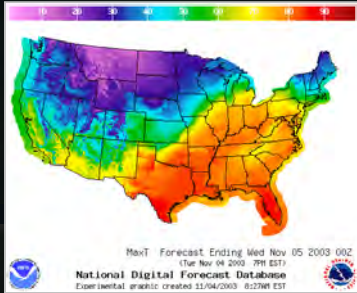 10 20 30 40 50 60 70 80 90
MaxT Forecast Ending Wed Nov 05 2003 00Z
(Tue Nov 04 2003 7PM EST)
National Digital Forecast Database
Experimental graphic created 11/04/2003 8:27AM EST